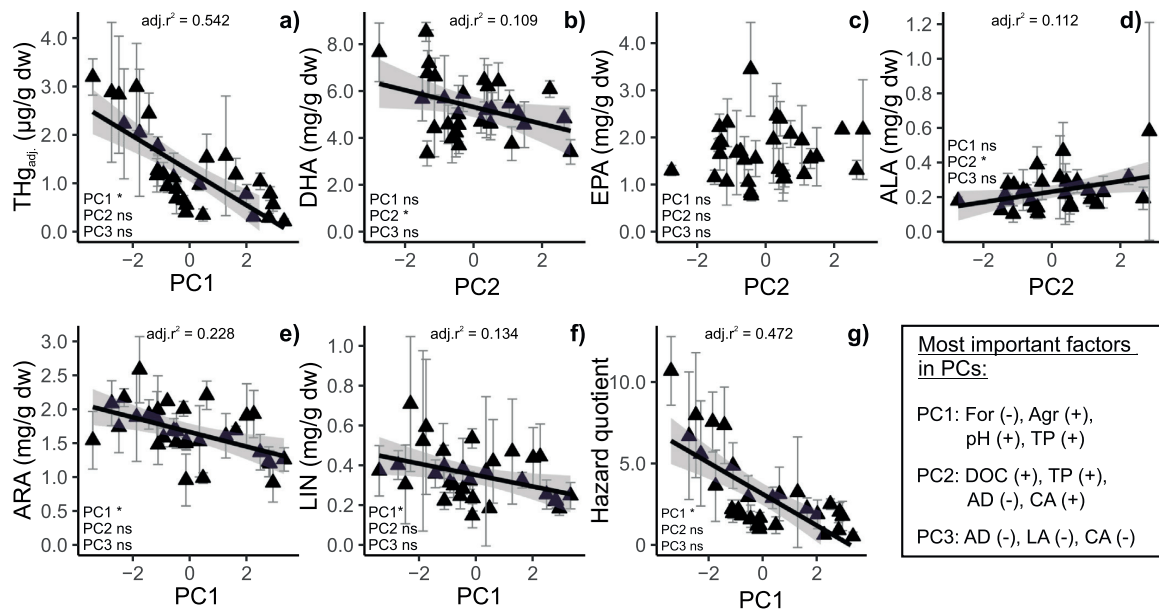 adj.r² = 0.542
a)
THg adj. (µg/g dw)
4.0
3.0
2.0
1.0
0.0
PC1 *
PC2 ns
PC3 ns
−2 0 2
PC1
adj.r² = 0.109
b)
DHA (mg/g dw)
8.0
6.0
4.0
2.0
0.0
PC1 ns
PC2 *
PC3 ns
−2 0 2
PC2
c)
EPA (mg/g dw)
4.0
3.0
2.0
1.0
0.0
PC1 ns
PC2 ns
PC3 ns
−2 0 2
PC2
adj.r² = 0.112
d)
ALA (mg/g dw)
1.2
0.8
0.6
0.4
0.2
0.0
PC1 ns
PC2 *
PC3 ns
−2 0 2
PC2
adj.r² = 0.228
e)
ARA (mg/g dw)
3.0
2.5
2.0
1.5
1.0
0.0
PC1 *
PC2 ns
PC3 ns
−2 0 2
PC1
adj.r² = 0.134
f)
LIN (mg/g dw)
1.0
0.8
0.6
0.4
0.2
0.0
PC1*
PC2 ns
PC3 ns
−2 0 2
PC1
adj.r² = 0.472
g)
Hazard quotient
10.0
5.0
0
PC1 *
PC2 ns
PC3 ns
−2 0 2
PC1
Most important factors
in PCs:
PC1: For (-), Agr (+),
pH (+), TP (+)
PC2: DOC (+), TP (+),
AD (-), CA (+)
PC3: AD (-), LA (-), CA (-)